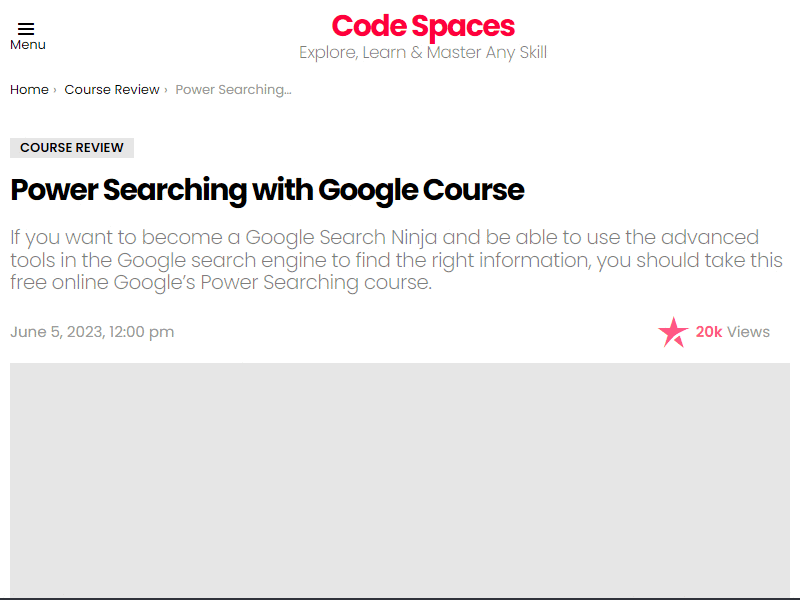 Menu
Code Spaces
Explore, Learn & Master Any Skill
Home › Course Review › Power Searching…
COURSE REVIEW
Power Searching with Google Course
If you want to become a Google Search Ninja and be able to use the advanced
tools in the Google search engine to find the right information, you should take this
free online Google’s Power Searching course.
June 5, 2023, 12:00 pm
20k Views